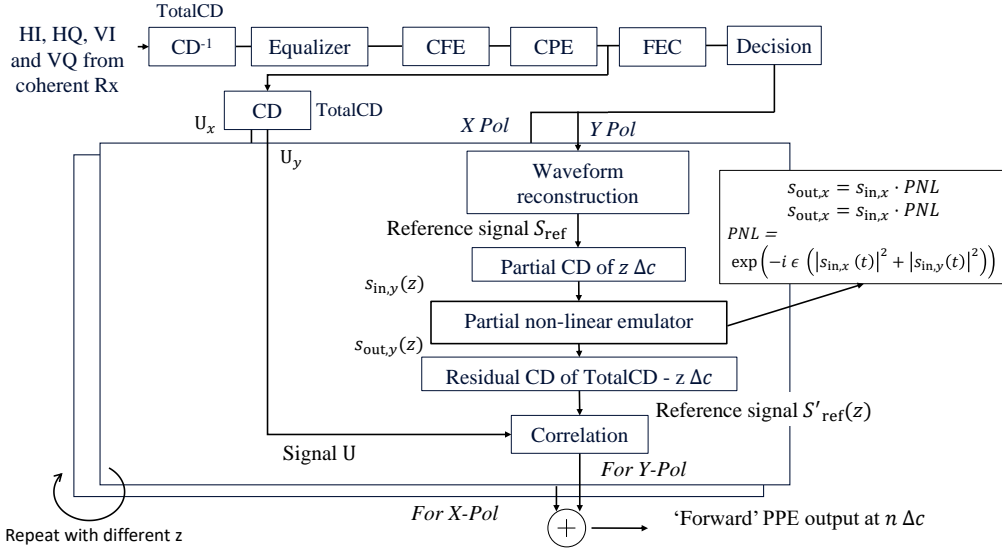 TotalCD
HI, HQ, VI
and VQ from
coherent Rx
CD⁻¹
Equalizer
CFE
CPE
FEC
Decision
CD
TotalCD
Uₓ
U_y
X Pol
Y Pol
Waveform
reconstruction
Reference signal S_ref
Partial CD of z Δc
s_in,y(z)
Partial non-linear emulator
s_out,y(z)
Residual CD of TotalCD - z Δc
Reference signal S′_ref(z)
Correlation
Signal U
For Y-Pol
For X-Pol
Repeat with different z
+
‘Forward’ PPE output at n Δc
s_out,x = s_in,x · PNL
s_out,x = s_in,x · PNL
PNL =
exp(−i ϵ (|s_in,x (t)|² + |s_in,y(t)|²))